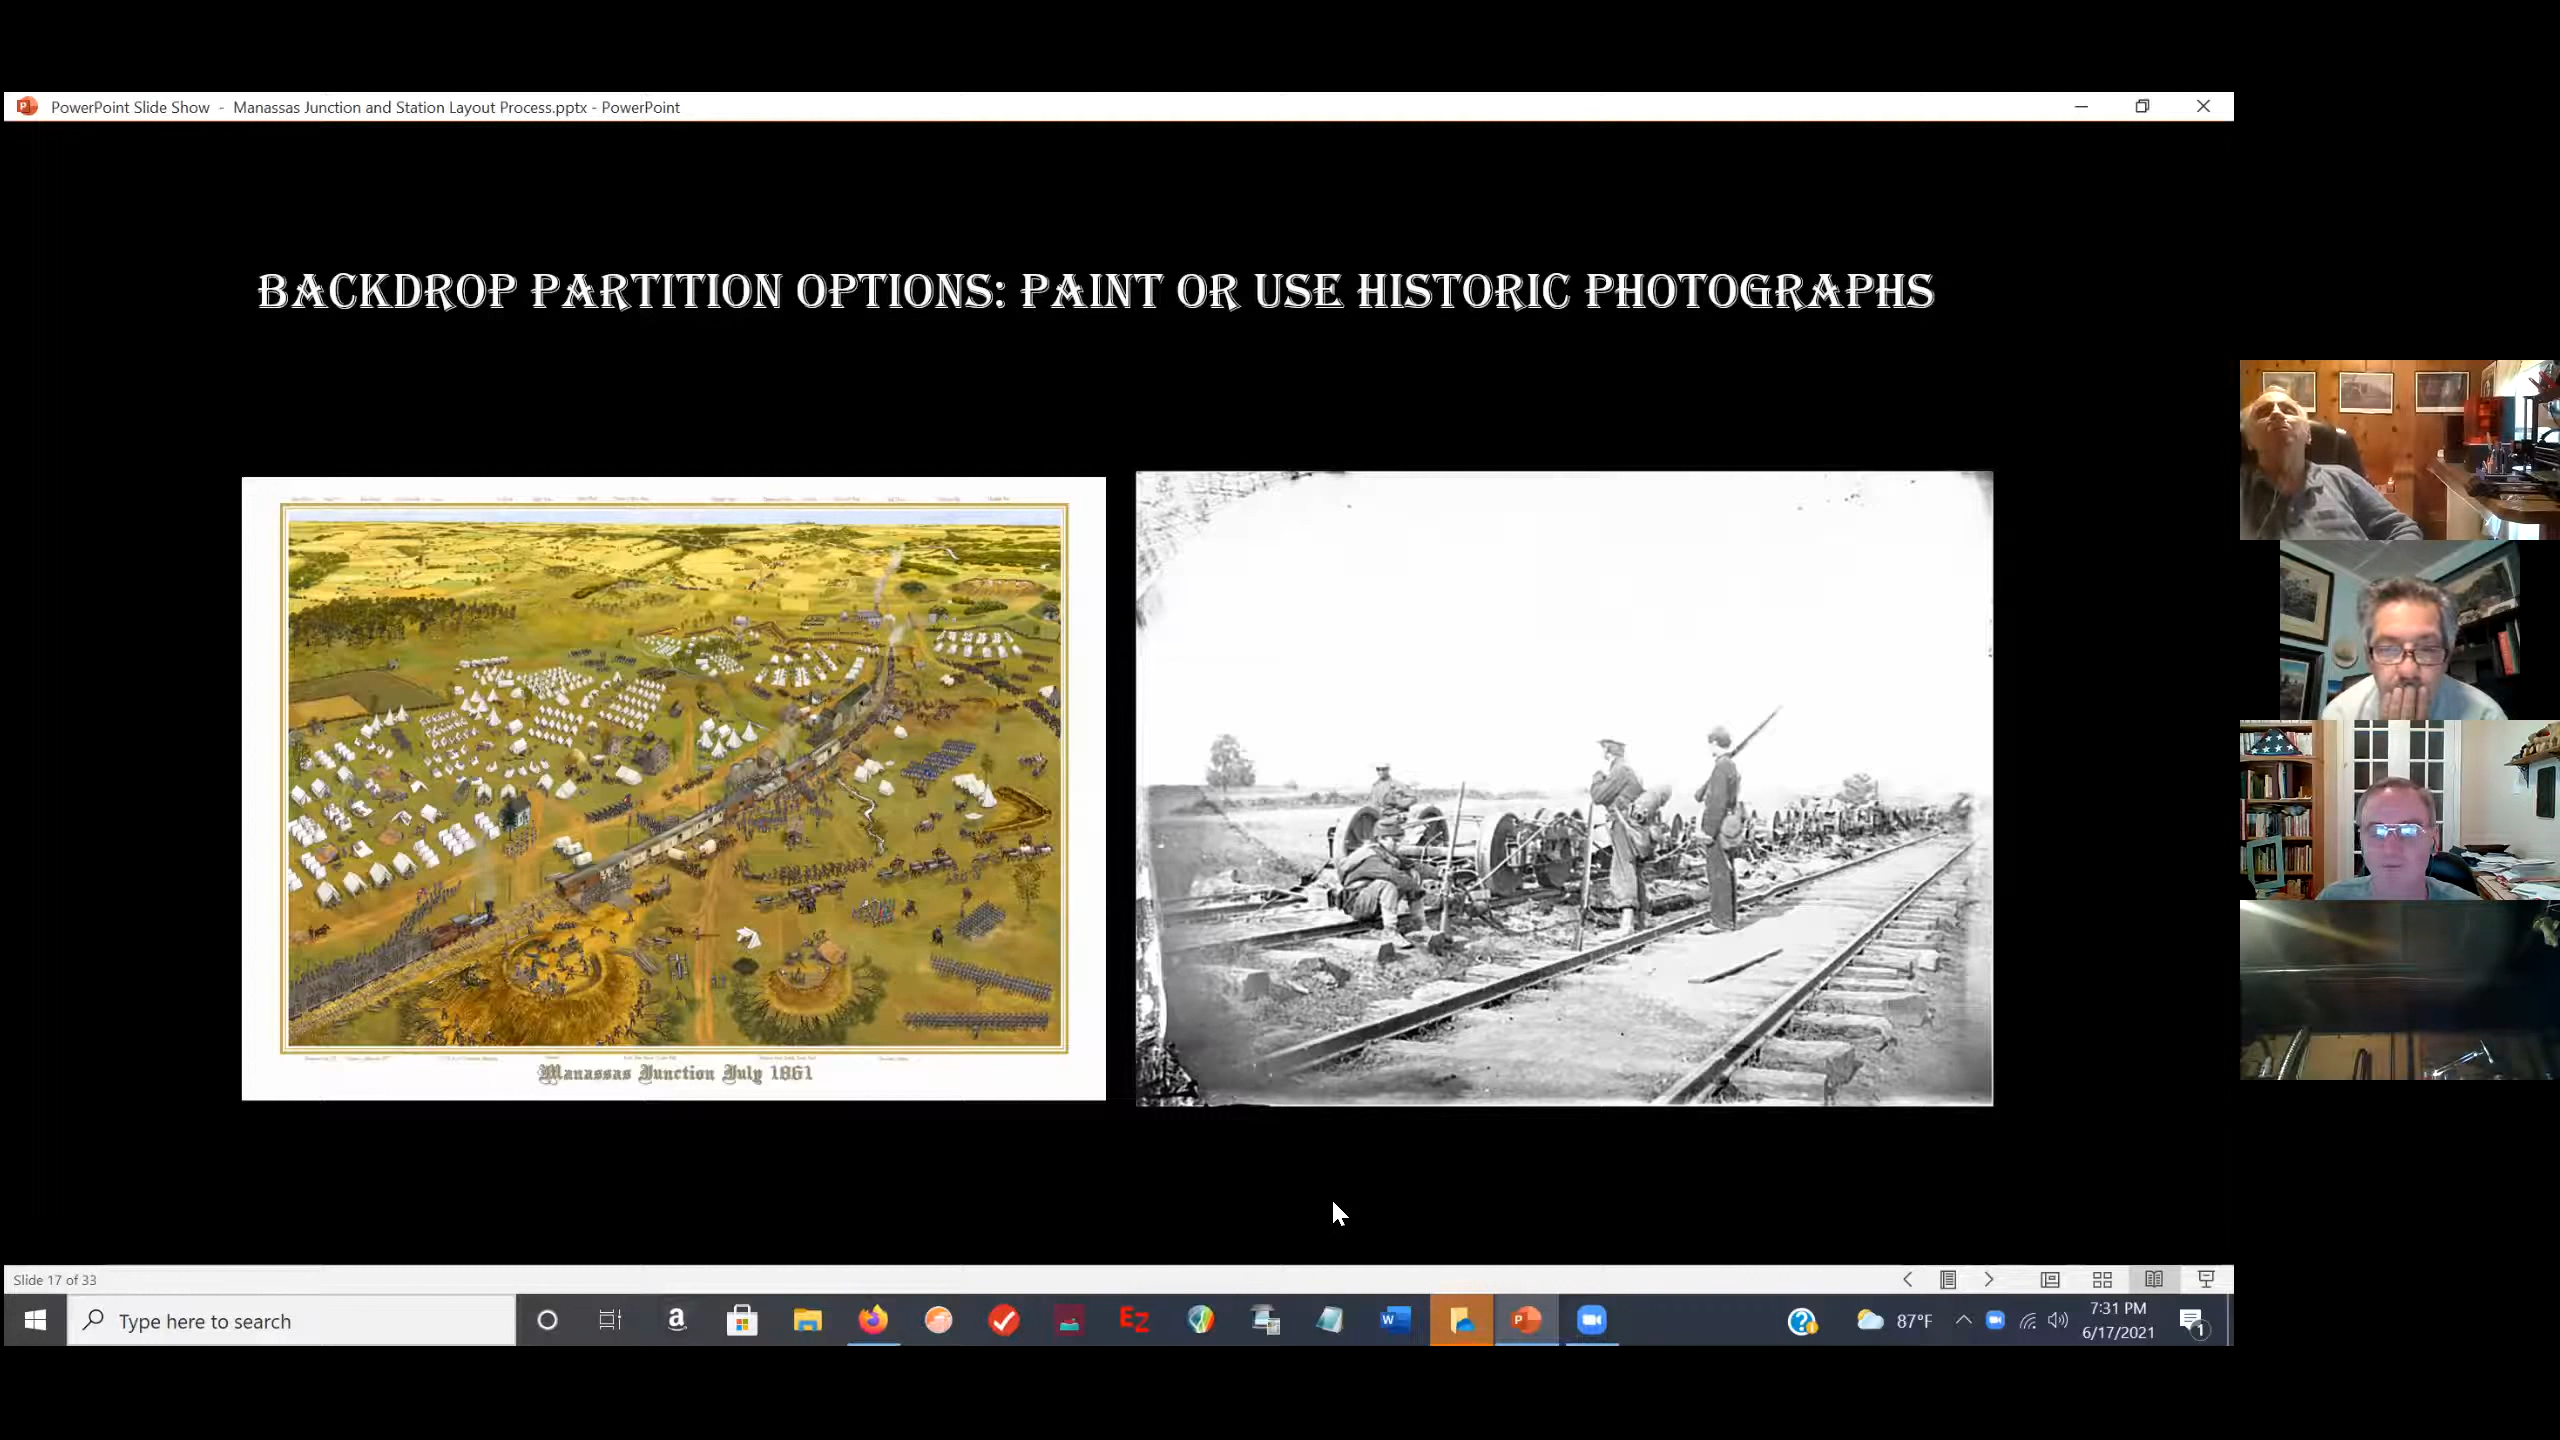 PowerPoint Slide Show - Manassas Junction and Station Layout Process.pptx - PowerPoint
BACKDROP PARTITION OPTIONS: PAINT OR USE HISTORIC PHOTOGRAPHS
Manassas Junction July 1861
Slide 17 of 33
Type here to search
a
EZ
W
P
87°F
7:31 PM
6/17/2021
1